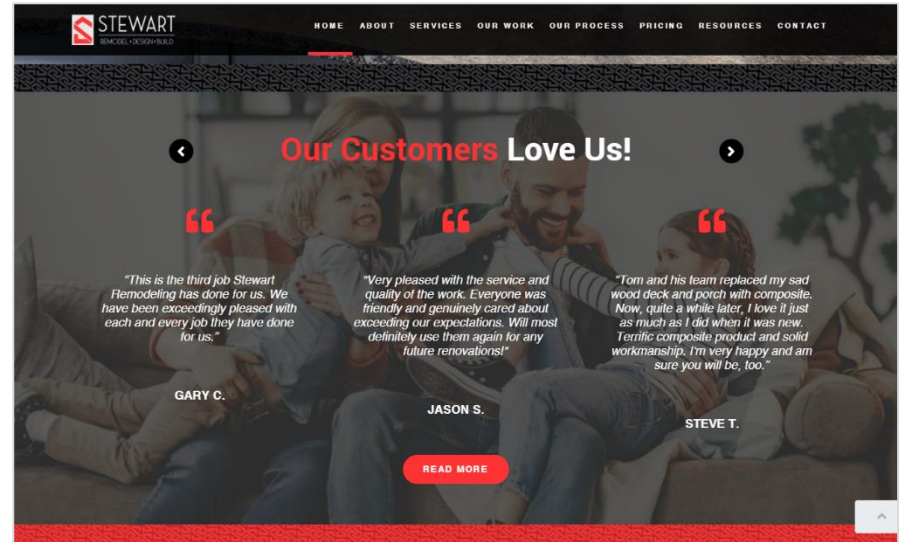 STEWART
REMODEL•DESIGN•BUILD
HOME ABOUT SERVICES OUR WORK OUR PROCESS PRICING RESOURCES CONTACT
Our Customers Love Us!
"This is the third job Stewart
Remodeling has done for us. We
have been exceedingly pleased with
each and every job they have done
for us."
GARY C.
"Very pleased with the service and
quality of the work. Everyone was
friendly and genuinely cared about
exceeding our expectations. Will most
definitely use them again for any
future renovations!"
JASON S.
"Tom and his team replaced my sad
wood deck and porch with composite.
Now, quite a while later, I love it just
as much as I did when it was new.
Terrific composite product and solid
workmanship. I'm very happy and am
sure you will be, too."
STEVE T.
READ MORE